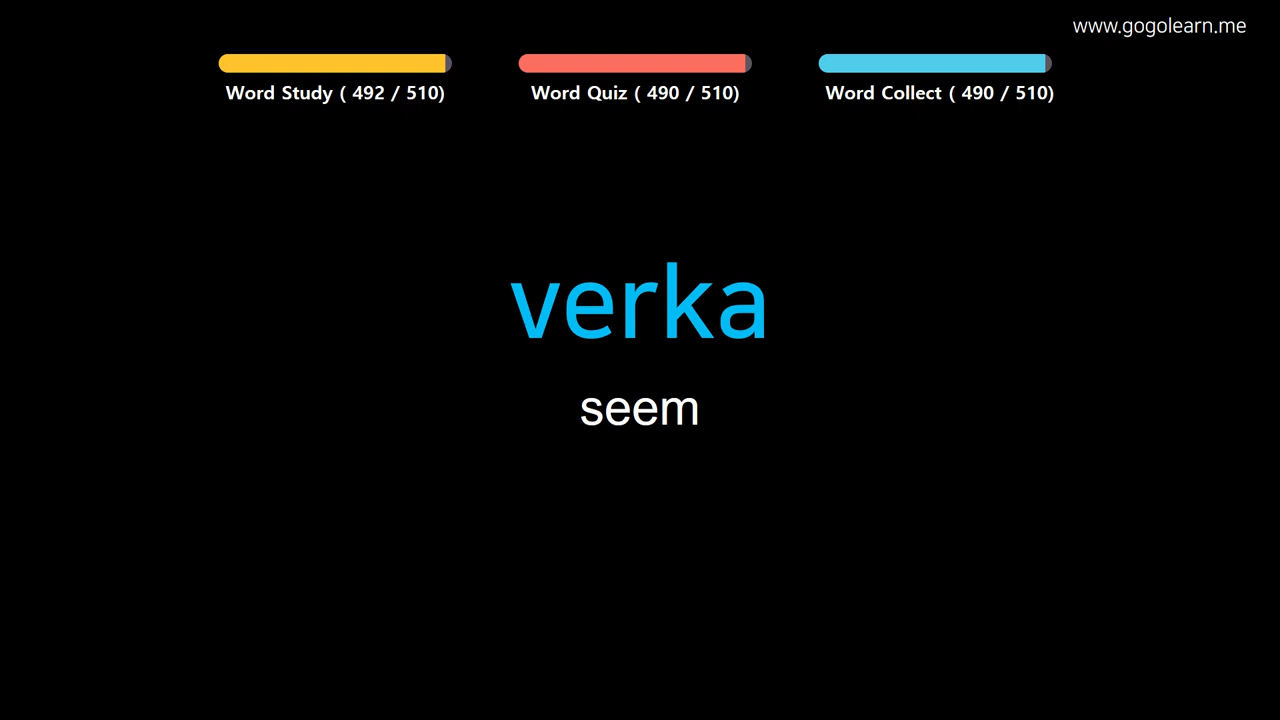 www.gogolearn.me
Word Study ( 492 / 510)
Word Quiz ( 490 / 510)
Word Collect ( 490 / 510)
verka
seem